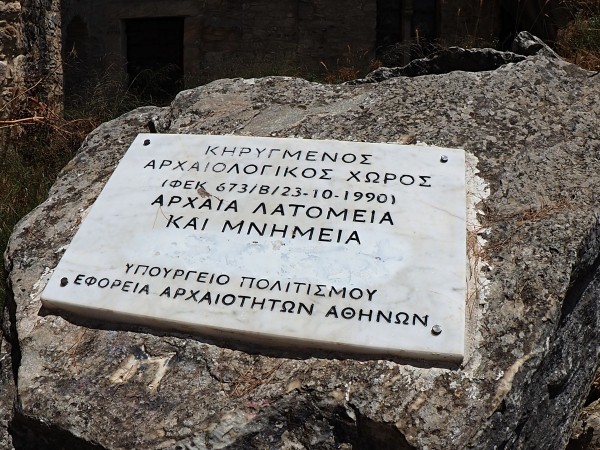 ΚΗΡΥΓΜΕΝΟΣ
ΑΡΧΑΙΟΛΟΓΙΚΟΣ ΧΩΡΟΣ
(ΦΕΚ 673/Β/23-10-1990)
ΑΡΧΑΙΑ ΛΑΤΟΜΕΙΑ
ΚΑΙ ΜΝΗΜΕΙΑ
ΥΠΟΥΡΓΕΙΟ ΠΟΛΙΤΙΣΜΟΥ
ΕΦΟΡΕΙΑ ΑΡΧΑΙΟΤΗΤΩΝ ΑΘΗΝΩΝ